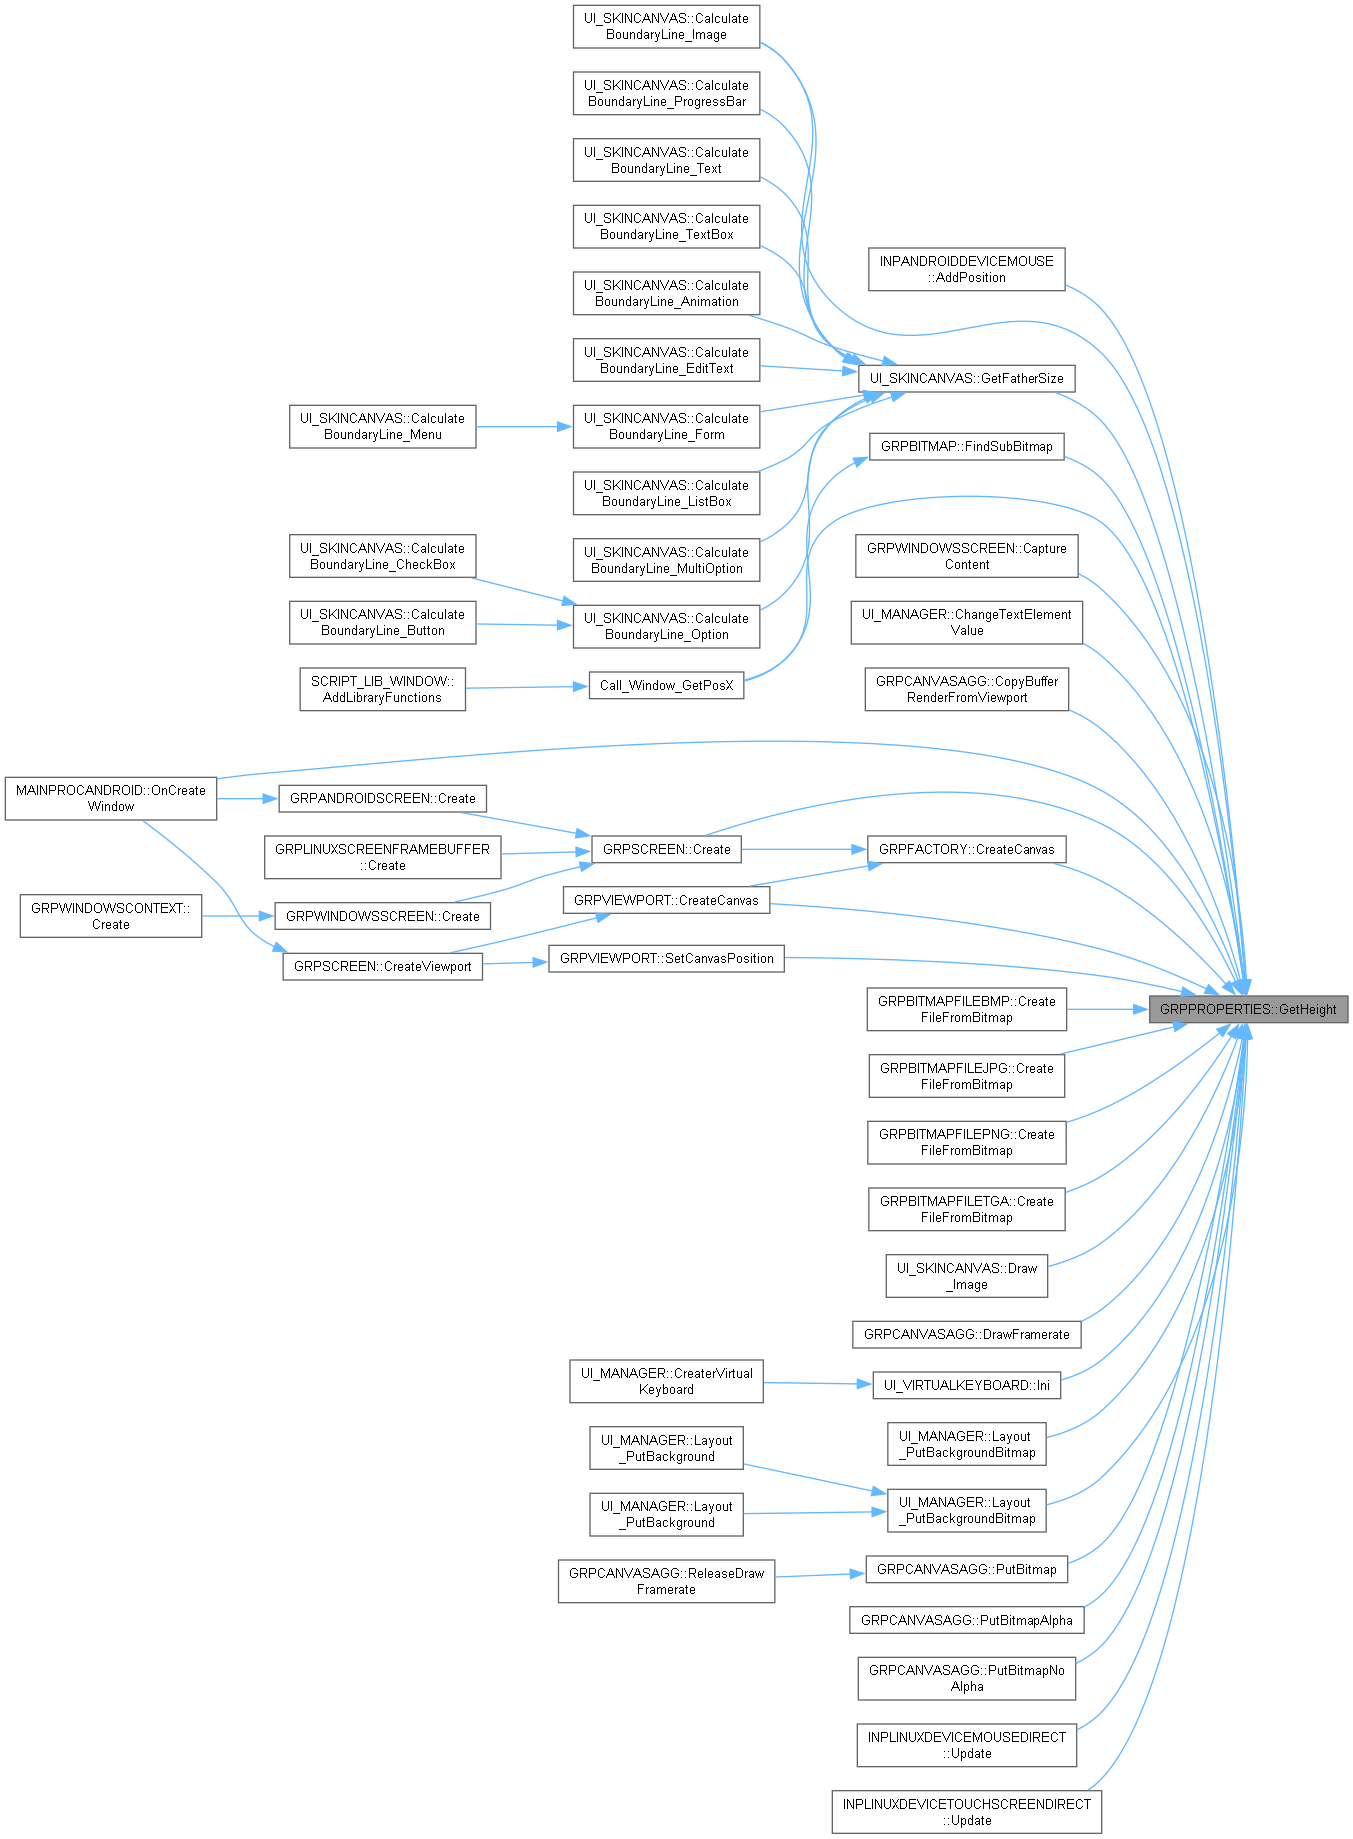 UI_SKINCANVAS::Calculate
BoundaryLine_Image
UI_SKINCANVAS::Calculate
BoundaryLine_ProgressBar
UI_SKINCANVAS::Calculate
BoundaryLine_Text
UI_SKINCANVAS::Calculate
BoundaryLine_TextBox
INPANDROIDDEVICEMOUSE
::AddPosition
UI_SKINCANVAS::Calculate
BoundaryLine_Animation
UI_SKINCANVAS::Calculate
BoundaryLine_EditText
UI_SKINCANVAS::GetFatherSize
UI_SKINCANVAS::Calculate
BoundaryLine_Menu
UI_SKINCANVAS::Calculate
BoundaryLine_Form
GRPBITMAP::FindSubBitmap
UI_SKINCANVAS::Calculate
BoundaryLine_ListBox
UI_SKINCANVAS::Calculate
BoundaryLine_CheckBox
UI_SKINCANVAS::Calculate
BoundaryLine_MultiOption
GRPWINDOWSSCREEN::Capture
Content
UI_SKINCANVAS::Calculate
BoundaryLine_Button
UI_SKINCANVAS::Calculate
BoundaryLine_Option
UI_MANAGER::ChangeTextElement
Value
SCRIPT_LIB_WINDOW::
AddLibraryFunctions
Call_Window_GetPosX
GRPCANVASAGG::CopyBuffer
RenderFromViewport
MAINPROCANDROID::OnCreate
Window
GRPANDROIDSCREEN::Create
GRPLINUXSCREENFRAMEBUFFER
::Create
GRPSCREEN::Create
GRPFACTORY::CreateCanvas
GRPWINDOWSCONTEXT::
Create
GRPWINDOWSSCREEN::Create
GRPVIEWPORT::CreateCanvas
GRPSCREEN::CreateViewport
GRPVIEWPORT::SetCanvasPosition
GRPBITMAPFILEBMP::Create
FileFromBitmap
GRPPROPERTIES::GetHeight
GRPBITMAPFILEJPG::Create
FileFromBitmap
GRPBITMAPFILEPNG::Create
FileFromBitmap
GRPBITMAPFILETGA::Create
FileFromBitmap
UI_SKINCANVAS::Draw
_Image
GRPCANVASAGG::DrawFramerate
UI_MANAGER::CreaterVirtual
Keyboard
UI_VIRTUALKEYBOARD::Ini
UI_MANAGER::Layout
_PutBackground
UI_MANAGER::Layout
_PutBackgroundBitmap
UI_MANAGER::Layout
_PutBackground
UI_MANAGER::Layout
_PutBackgroundBitmap
GRPCANVASAGG::ReleaseDraw
Framerate
GRPCANVASAGG::PutBitmap
GRPCANVASAGG::PutBitmapAlpha
GRPCANVASAGG::PutBitmapNo
Alpha
INPLINUXDEVICEMOUSEDIRECT
::Update
INPLINUXDEVICETOUCHSCREENDIRECT
::Update